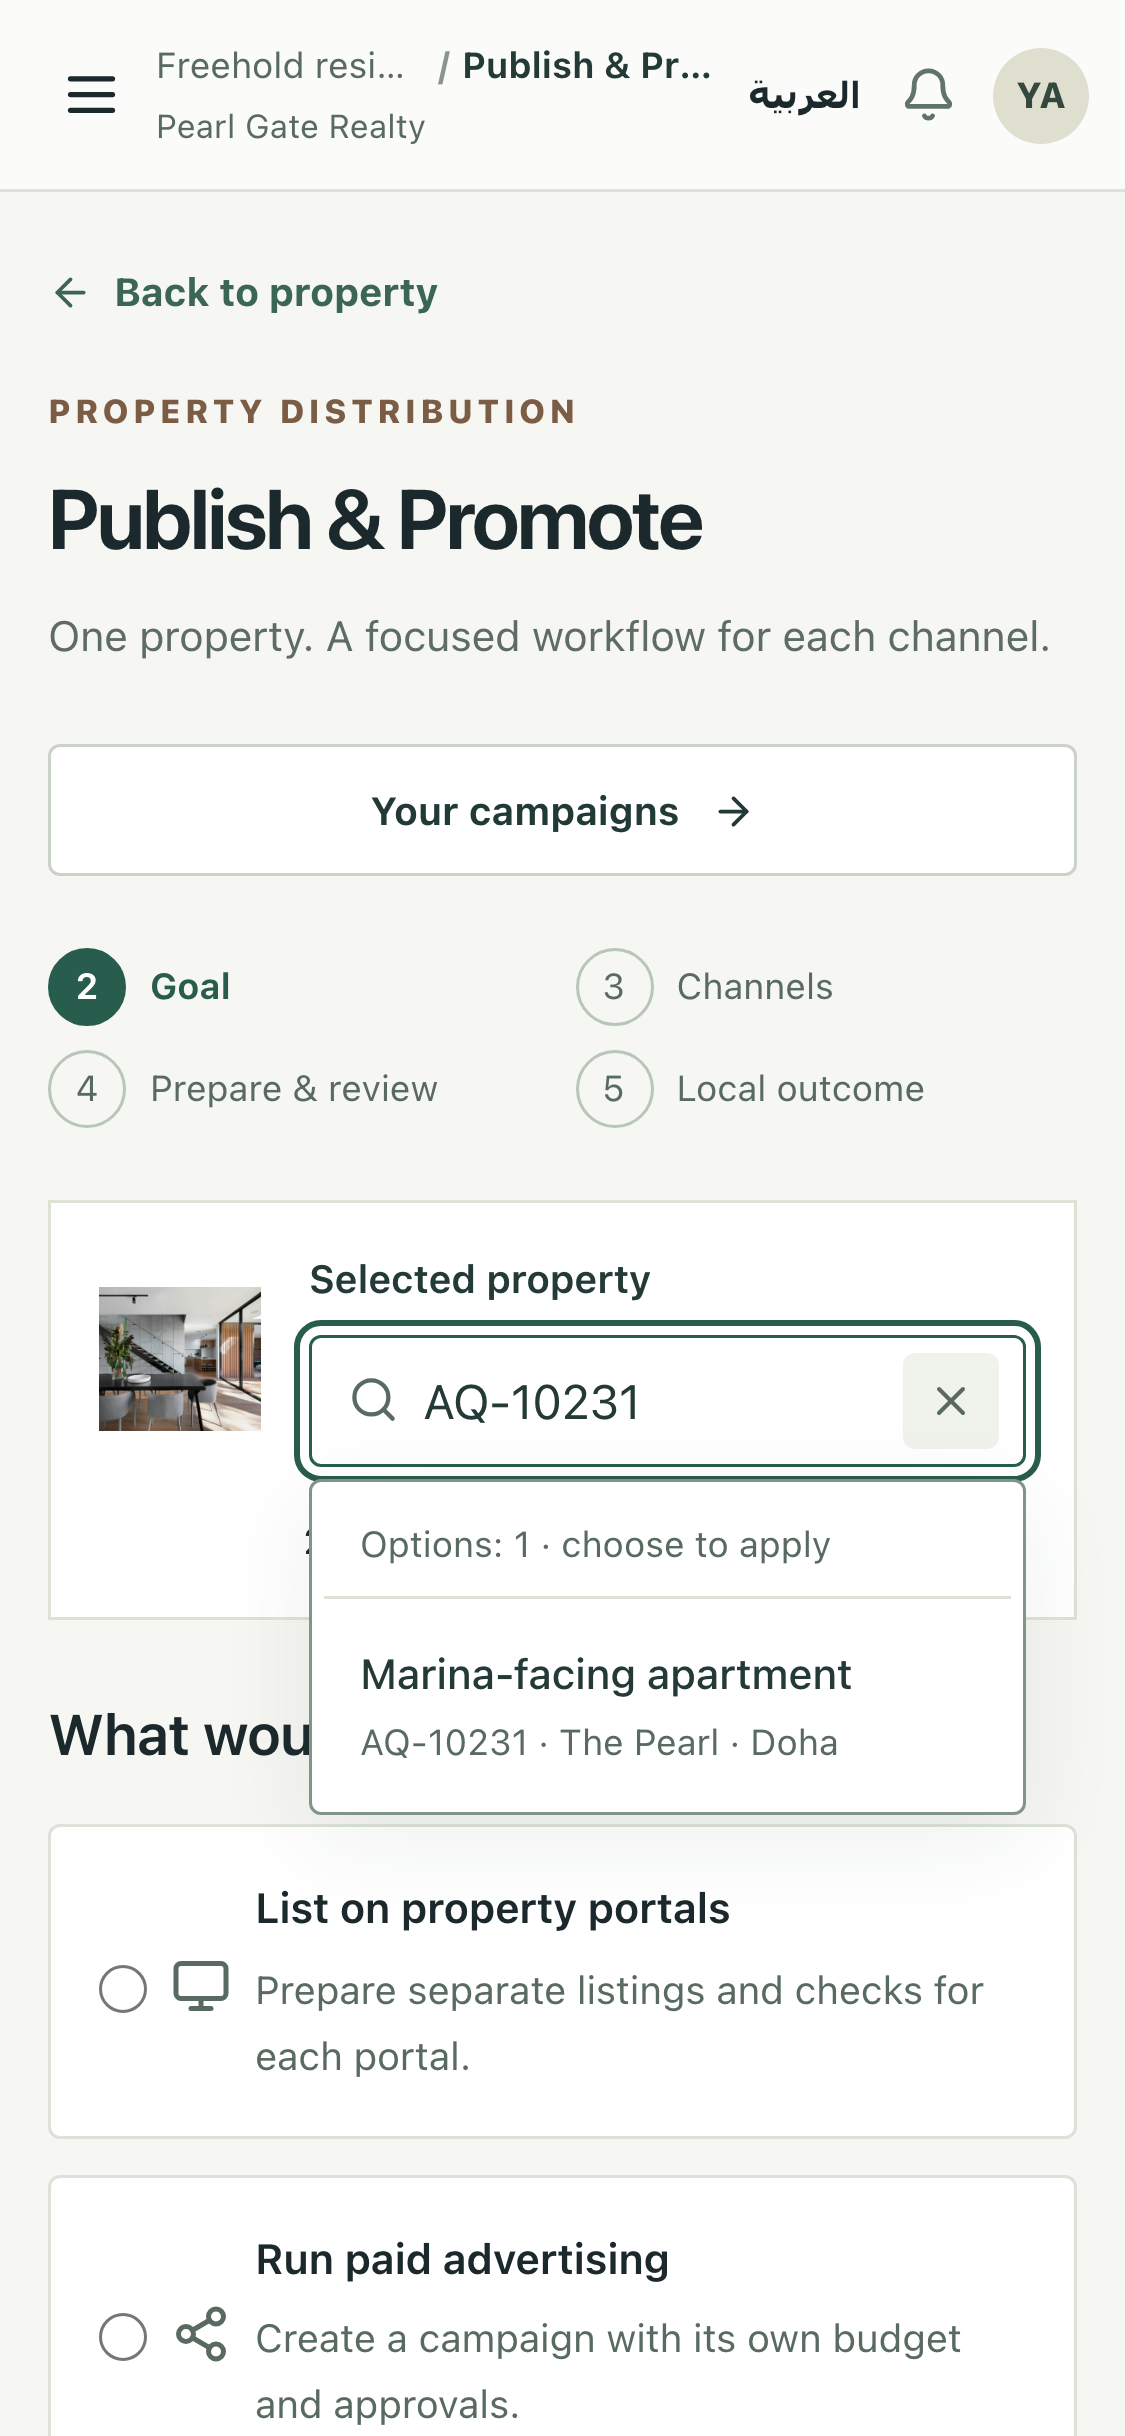 Freehold resi... / Publish & Pr...
Pearl Gate Realty
العربية
YA
Back to property
PROPERTY DISTRIBUTION
Publish & Promote
One property. A focused workflow for each channel.
Your campaigns
2 Goal
3 Channels
4 Prepare & review
5 Local outcome
Selected property
AQ-10231
Options: 1 · choose to apply
Marina-facing apartment
AQ-10231 · The Pearl · Doha
What wou
List on property portals
Prepare separate listings and checks for
each portal.
Run paid advertising
Create a campaign with its own budget
and approvals.